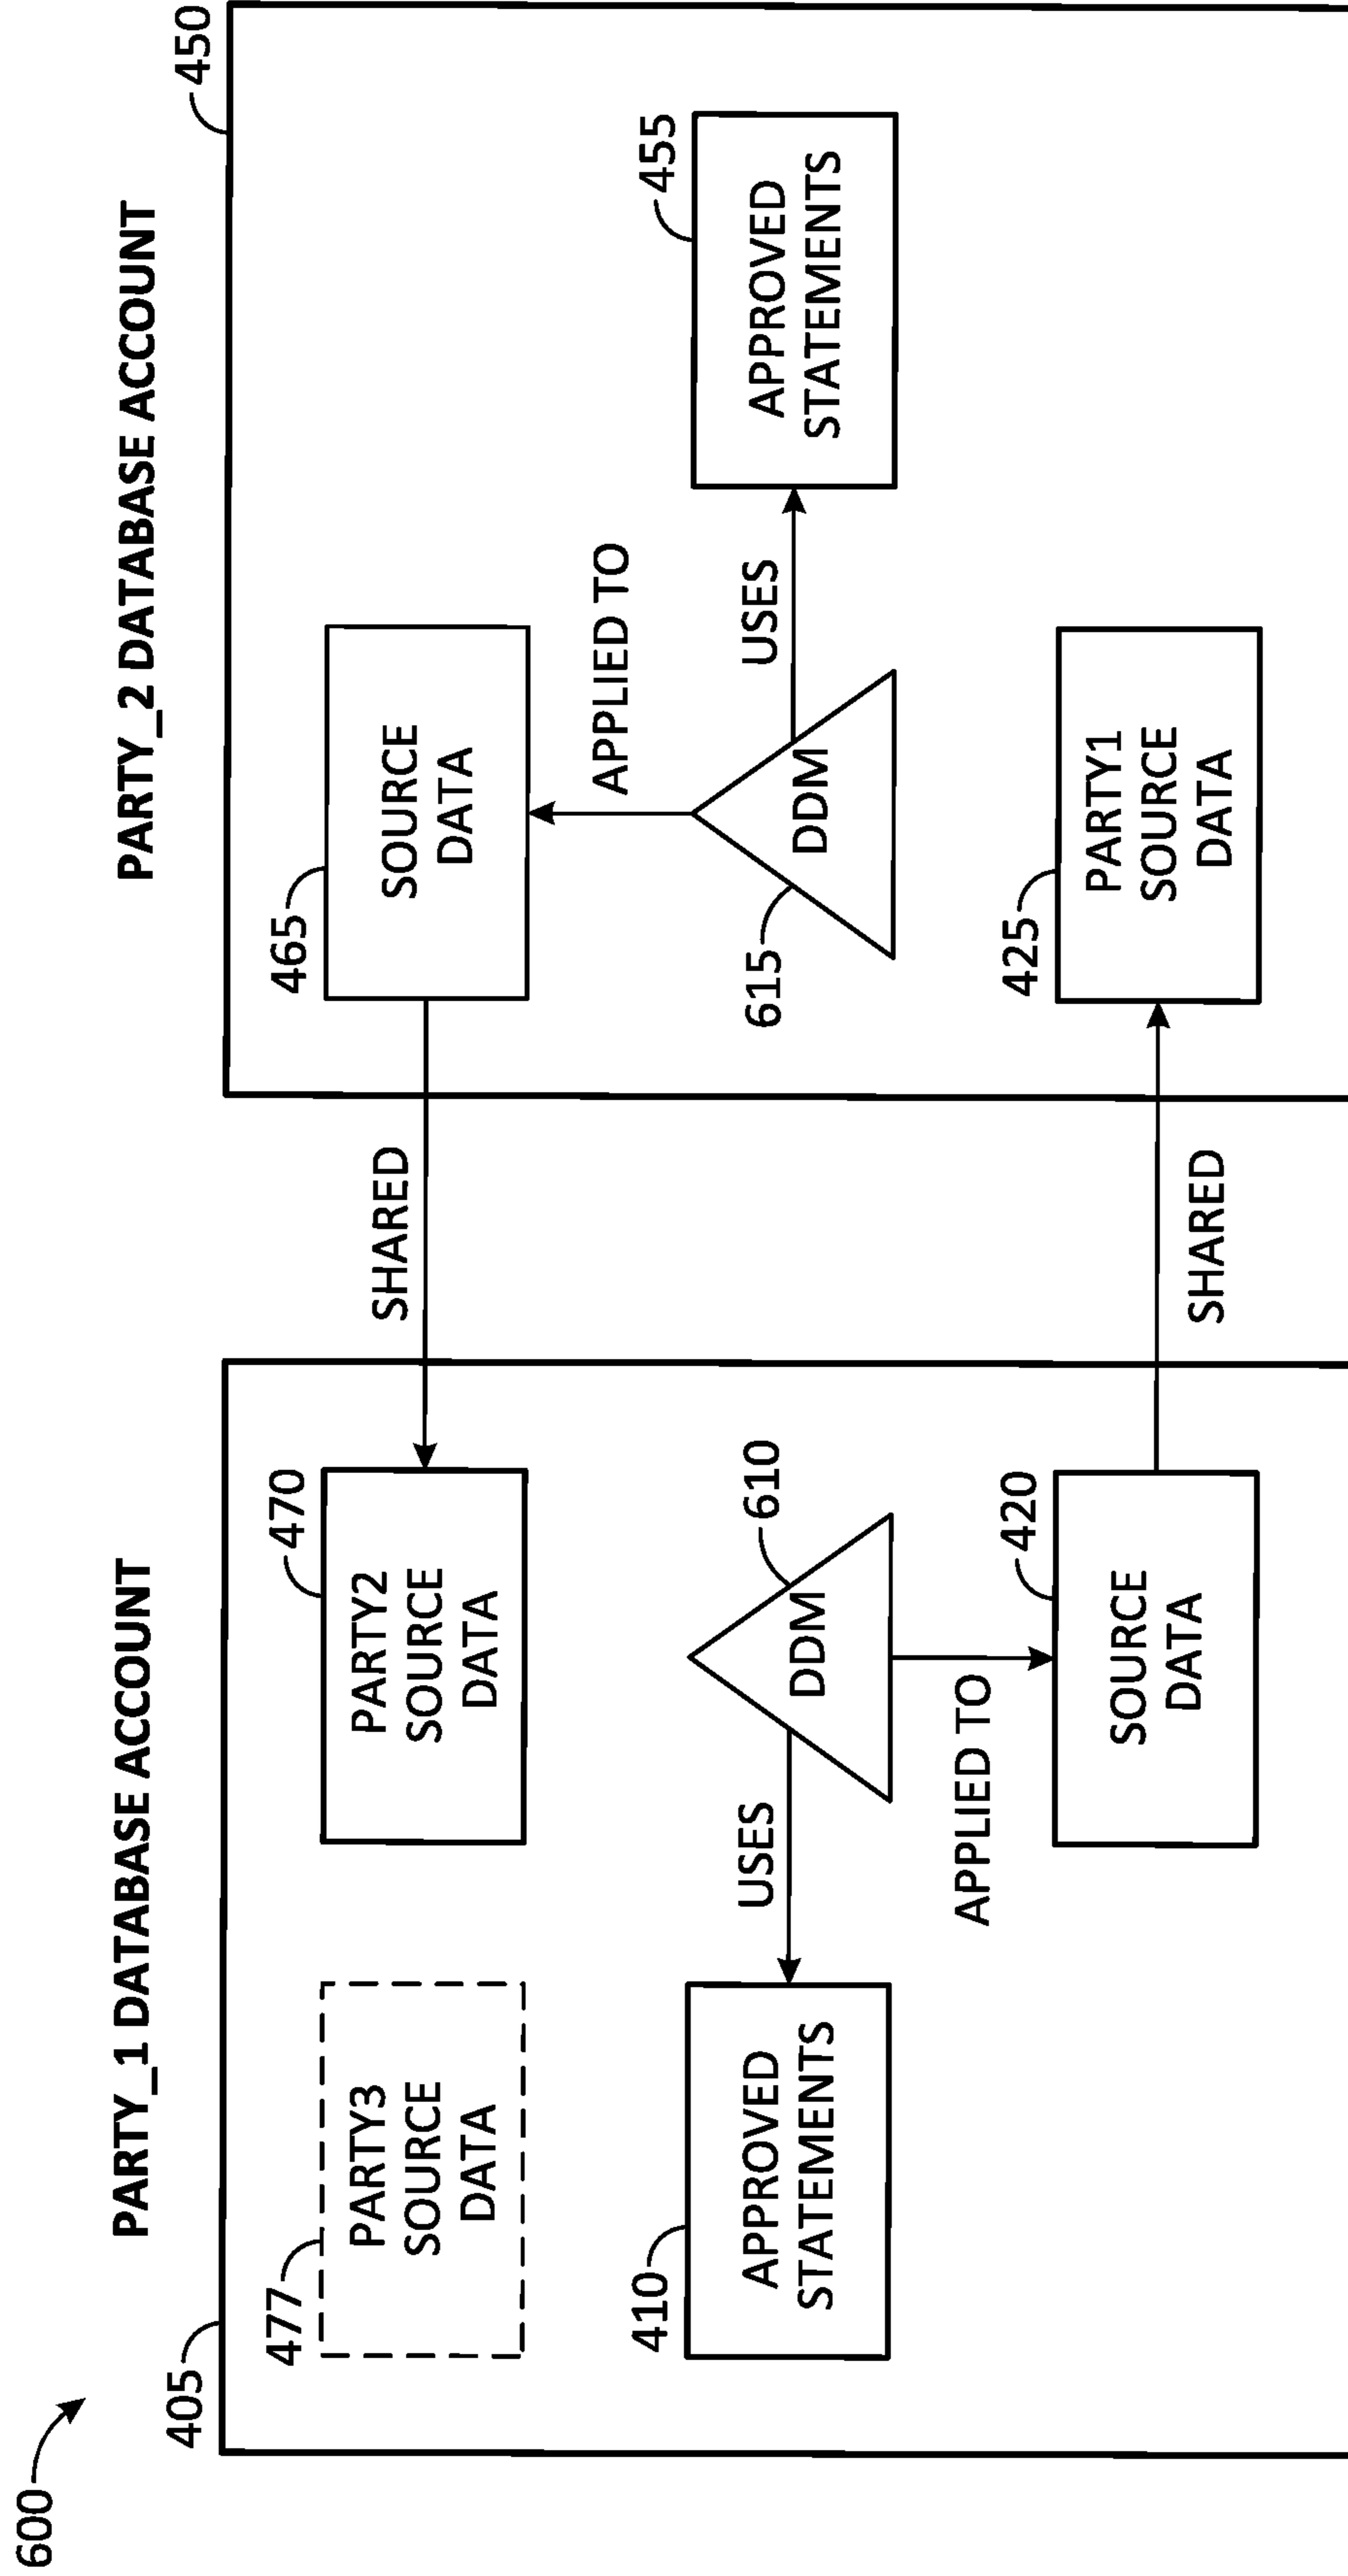 600
PARTY_1 DATABASE ACCOUNT
405
477
PARTY3
SOURCE
DATA
470
PARTY2
SOURCE
DATA
410
APPROVED
STATEMENTS
USES
610
DDM
APPLIED TO
420
SOURCE
DATA
SHARED
SHARED
PARTY_2 DATABASE ACCOUNT
450
465
SOURCE
DATA
APPLIED TO
615
DDM
USES
455
APPROVED
STATEMENTS
425
PARTY1
SOURCE
DATA